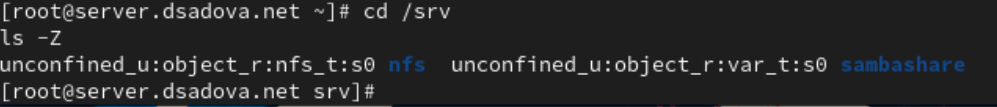 [root@server.dsadova.net ~]# cd /srv
ls -Z
unconfined_u:object_r:nfs_t:s0 nfs  unconfined_u:object_r:var_t:s0 sambashare
[root@server.dsadova.net srv]#